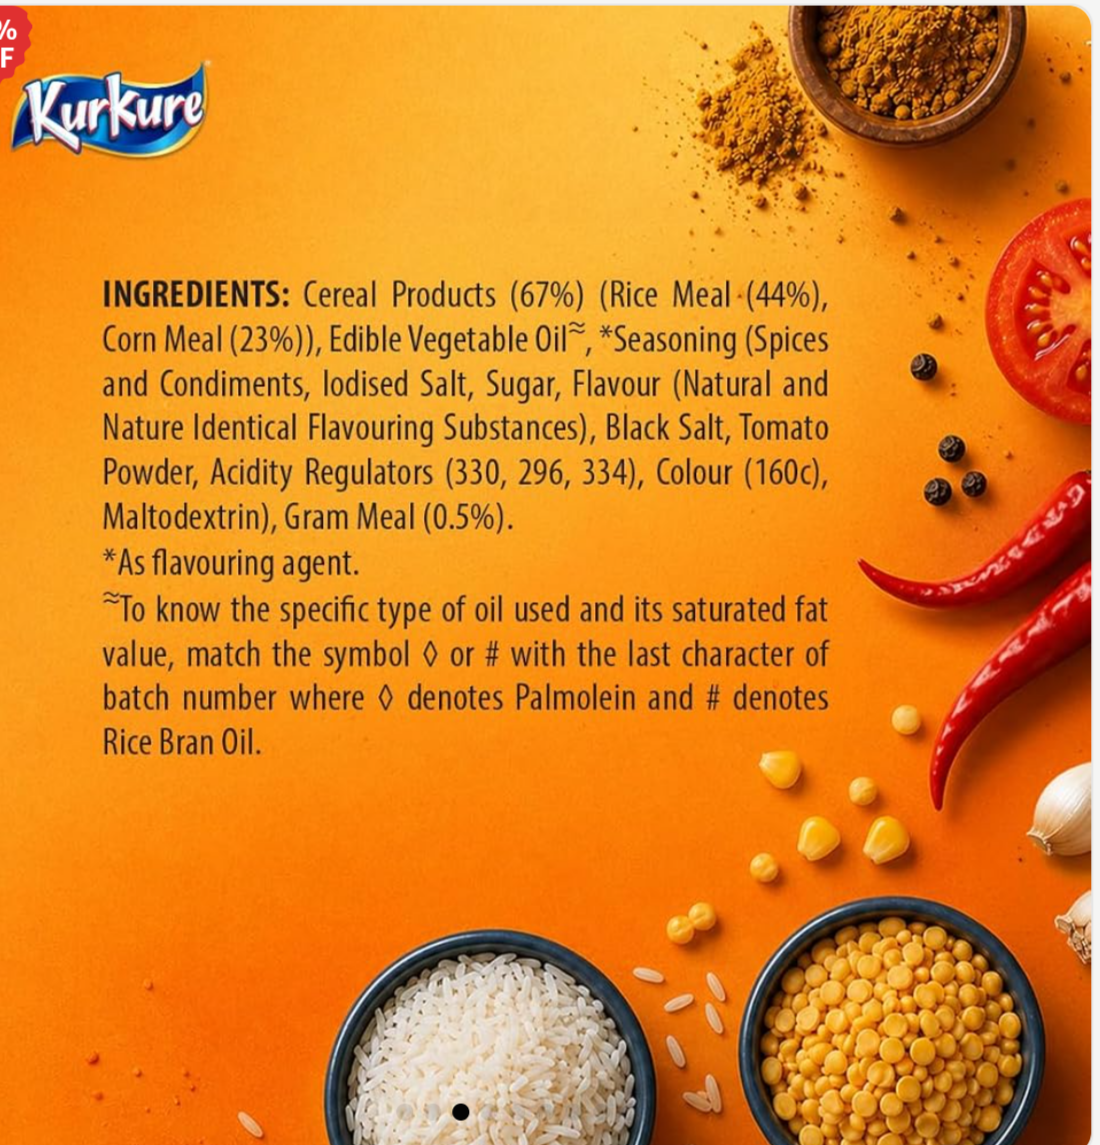 %
F
Kurkure
INGREDIENTS: Cereal Products (67%) (Rice Meal (44%),
Corn Meal (23%)), Edible Vegetable Oil≈, *Seasoning (Spices
and Condiments, Iodised Salt, Sugar, Flavour (Natural and
Nature Identical Flavouring Substances), Black Salt, Tomato
Powder, Acidity Regulators (330, 296, 334), Colour (160c),
Maltodextrin), Gram Meal (0.5%).
*As flavouring agent.
≈To know the specific type of oil used and its saturated fat
value, match the symbol ◊ or # with the last character of
batch number where ◊ denotes Palmolein and # denotes
Rice Bran Oil.